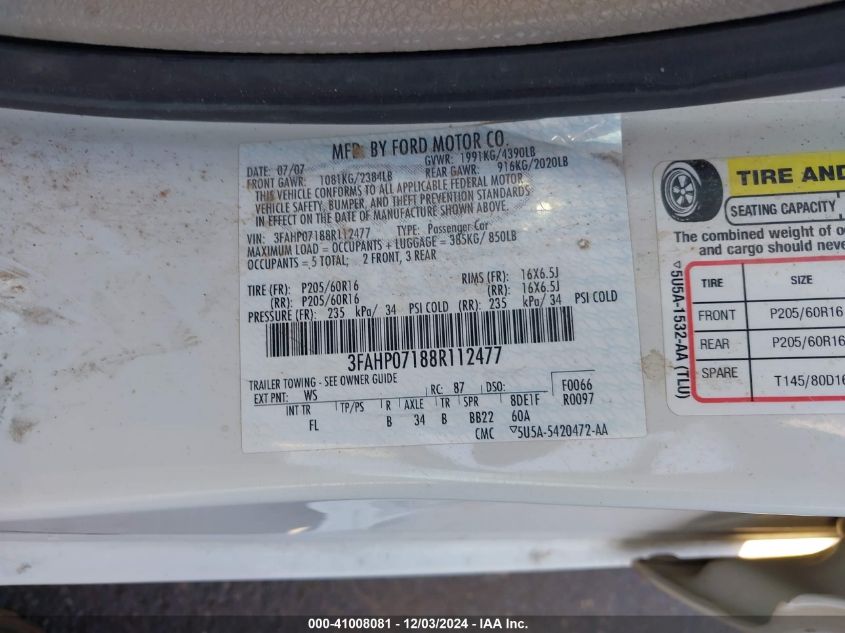 MFD. BY FORD MOTOR CO.
DATE: 07/07 GVWR: 1991KG/4390LB
FRONT GAWR: 1081KG/2384LB REAR GAWR: 916KG/2020LB
THIS VEHICLE CONFORMS TO ALL APPLICABLE FEDERAL MOTOR
VEHICLE SAFETY, BUMPER, AND THEFT PREVENTION STANDARDS
IN EFFECT ON THE DATE OF MANUFACTURE SHOWN ABOVE.
VIN: 3FAHP07188R112477 TYPE: Passenger Car
MAXIMUM LOAD = OCCUPANTS + LUGGAGE = 385KG/ 850LB
OCCUPANTS = 5 TOTAL; 2 FRONT, 3 REAR
TIRE (FR): P205/60R16 RIMS (FR): 16X6.5J
(RR): P205/60R16 (RR): 16X6.5J
PRESSURE (FR): 235 kPa/ 34 PSI COLD (RR): 235 kPa/ 34 PSI COLD
3FAHP07188R112477
TRAILER TOWING - SEE OWNER GUIDE
EXT PNT: WS RC: 87 DSO: F0066
INT TR TP/PS R AXLE TR SPR 8DE1F R0097
FL B 34 B BB22 60A
CMC ▽5U5A-5420472-AA
TIRE AND
SEATING CAPACITY
The combined weight of oc
and cargo should neve
▽5U5A-1532-AA (TLU)
TIRE SIZE
FRONT P205/60R16
REAR P205/60R16
SPARE T145/80D16
000-41008081 - 12/03/2024 - IAA Inc.